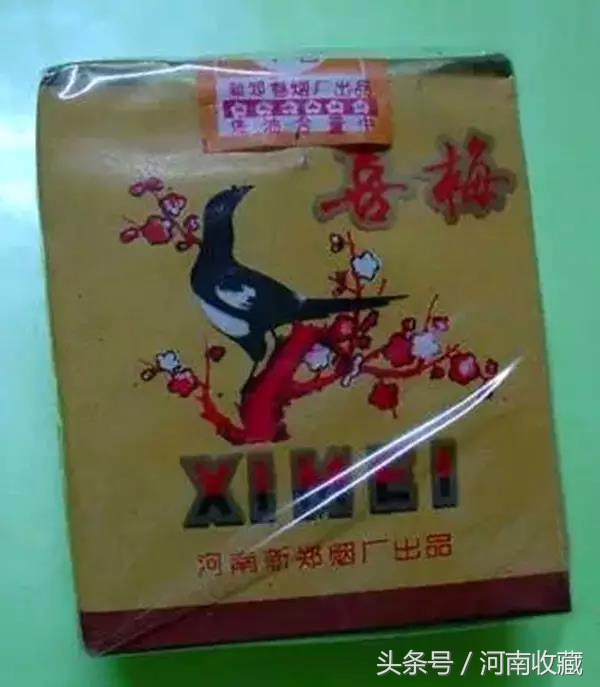 新郑卷烟厂出品
焦油含量中
喜梅
XIMEI
河南新郑烟厂出品
头条号/河南收藏